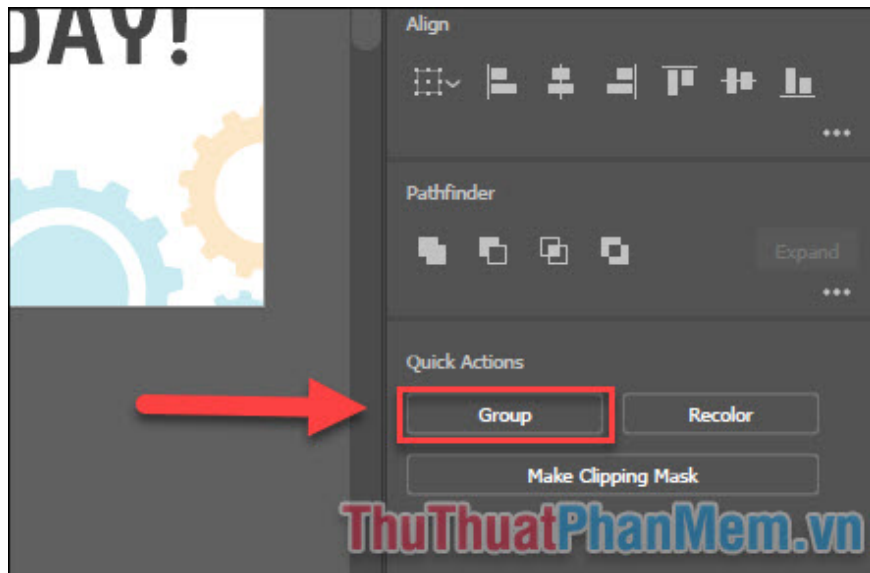 DAY!
Align
Pathfinder
Expand
Quick Actions
Group
Recolor
Make Clipping Mask
ThuThuatPhanMem.vn